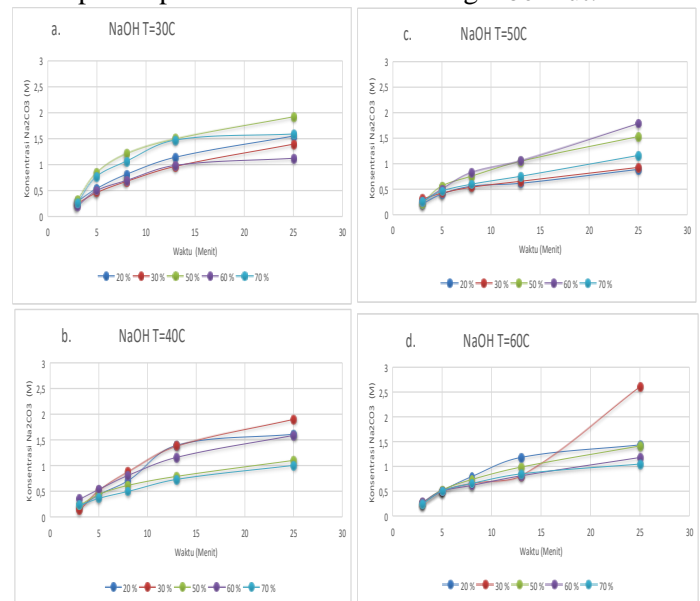 a. NaOH T=30C
Konsentrasi Na2CO3 (M)
3
2,5
2
1,5
1
0,5
0
0 5 10 15 20 25 30
Waktu (Menit)
20 % 30 % 50 % 60 % 70 %
c. NaOH T=50C
Konsentrasi Na2CO3 (M)
3
2,5
2
1,5
1
0,5
0
0 5 10 15 20 25 30
Waktu (Menit)
20 % 30 % 50 % 60 % 70 %
b. NaOH T=40C
Konsentrasi Na2CO3 (M)
3
2,5
2
1,5
1
0,5
0
0 5 10 15 20 25 30
Waktu (Menit)
20 % 30 % 50 % 60 % 70 %
d. NaOH T=60C
Konsentrasi Na2CO3 (M)
3
2,5
2
1,5
1
0,5
0
0 5 10 15 20 25 30
Waktu (Menit)
20 % 30 % 50 % 60 % 70 %